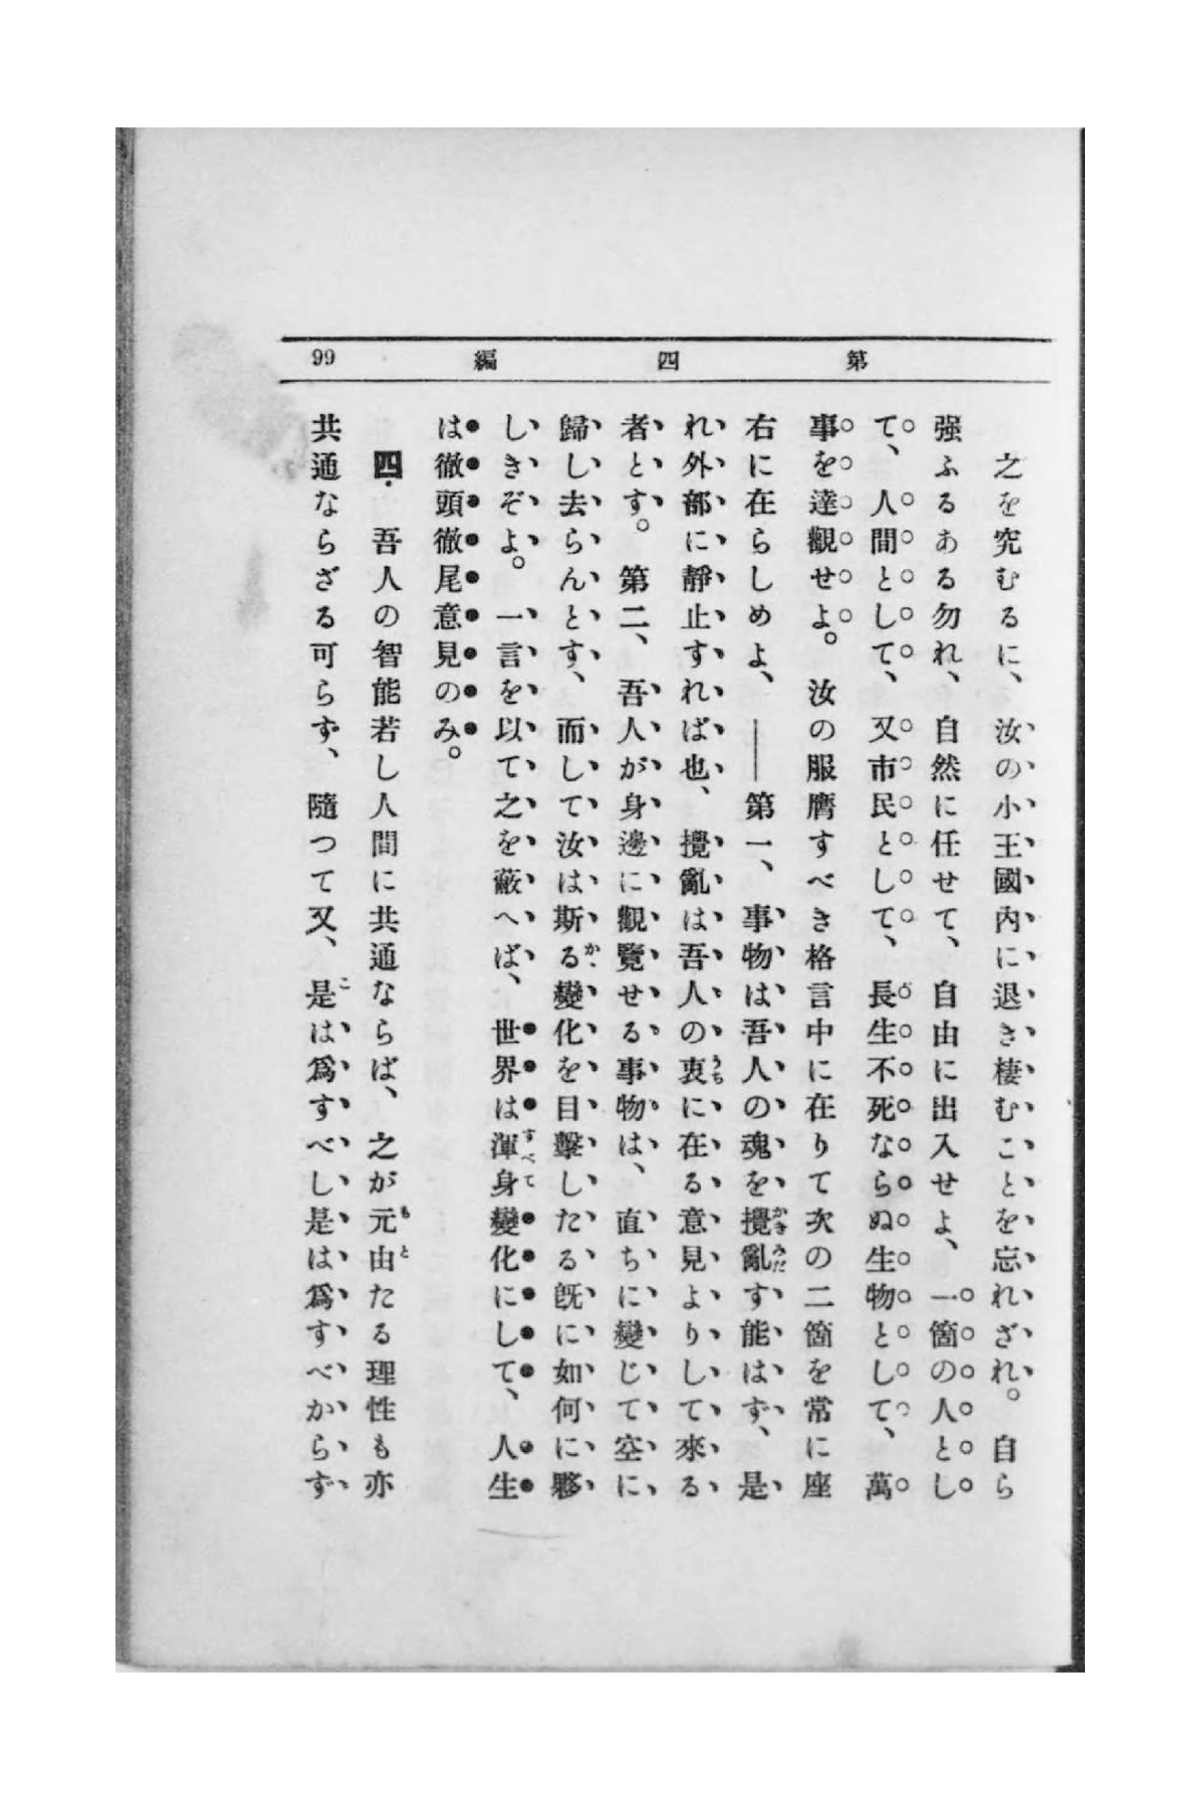 第四編
99
之を究むるに、汝の小王國內に退き棲むことを忘れざれ。自ら
强ふるある勿れ、自然に任せて、自由に出入せよ、一箇の人とし
て、人間として、又市民として、長生不死ならぬ生物として、萬
事を達觀せよ。汝の服膺すべき格言中に在りて次の二箇を常に座
右に在らしめよ、――第一、事物は吾人の魂を攪亂す能はず、是
れ外部に靜止すれば也、攪亂は吾人の衷に在る意見よりして來る
者とす。第二、吾人が身邊に觀覽せる事物は、直ちに變じて空に
歸し去らんとす、而して汝は斯る變化を目擊したる旣に如何に夥
しきぞよ。一言を以て之を蔽へば、世界は渾身變化にして、人生
は徹頭徹尾意見のみ。
四・吾人の智能若し人間に共通ならば、之が元由たる理性も亦
共通ならざる可らず、隨つて又、是は爲すべし是は爲すべからず